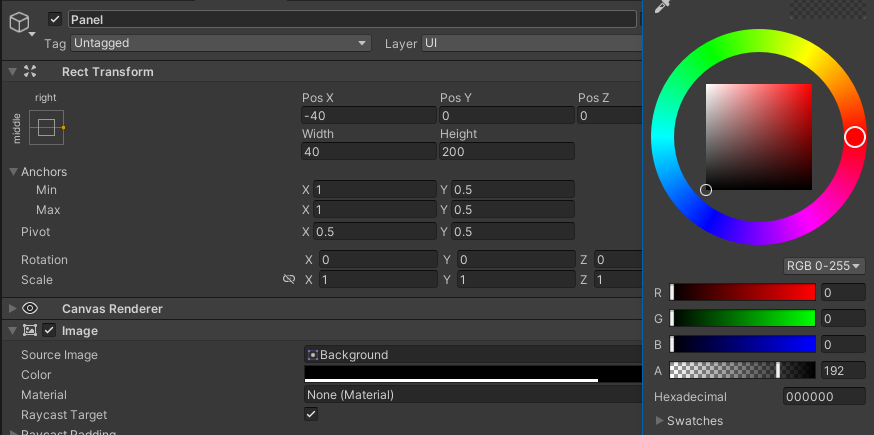 Panel
Tag Untagged Layer UI
Rect Transform
right
middle
Pos X Pos Y Pos Z
-40 0 0
Width Height
40 200
Anchors
Min X 1 Y 0.5
Max X 1 Y 0.5
Pivot X 0.5 Y 0.5
Rotation X 0 Y 0 Z 0
Scale X 1 Y 1 Z 1
Canvas Renderer
Image
Source Image Background
Color
Material None (Material)
Raycast Target
Raycast Padding
RGB 0-255
R 0
G 0
B 0
A 192
Hexadecimal 000000
Swatches